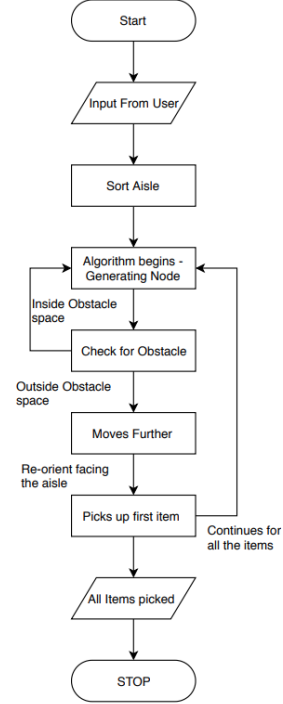 Start
Input From User
Sort Aisle
Algorithm begins -
Generating Node
Inside Obstacle
space
Check for Obstacle
Outside Obstacle
space
Moves Further
Re-orient facing
the aisle
Picks up first item
Continues for
all the items
All Items picked
STOP